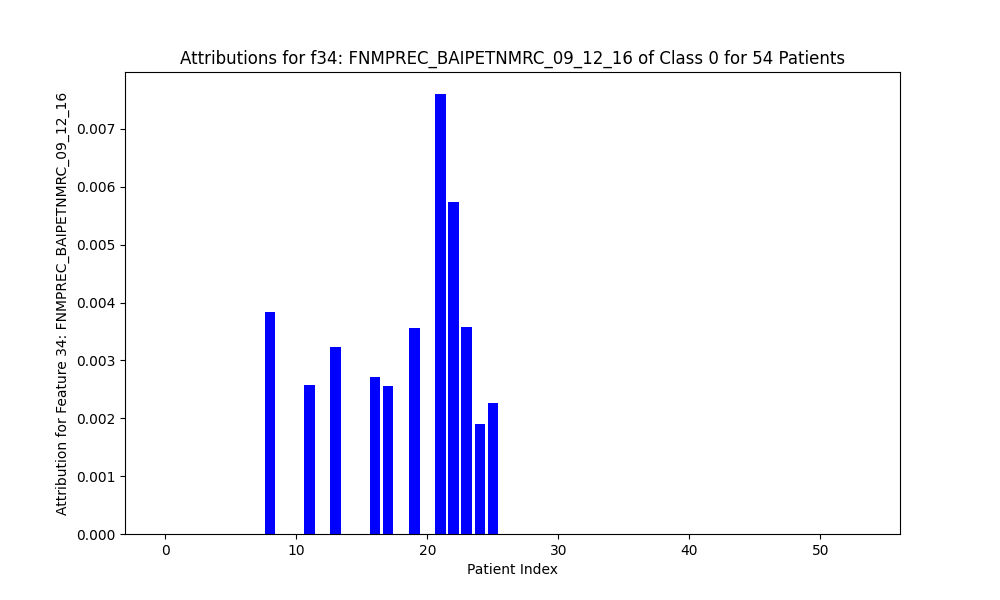 Attributions for f34: FNMPREC_BAIPETNMRC_09_12_16 of Class 0 for 54 Patients
Attribution for Feature 34: FNMPREC_BAIPETNMRC_09_12_16
0.007
0.006
0.005
0.004
0.003
0.002
0.001
0.000
0 10 20 30 40 50
Patient Index